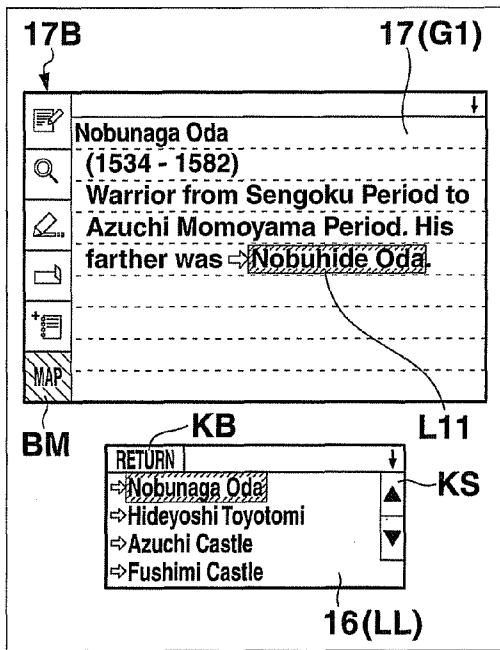 17B
17(G1)
↓
Nobunaga Oda
(1534 - 1582)
Warrior from Sengoku Period to
Azuchi Momoyama Period. His
farther was ⇨Nobuhide Oda.
MAP
BM
L11
KB
KS
RETURN
↓
⇨Nobunaga Oda
▲
⇨Hideyoshi Toyotomi
▼
⇨Azuchi Castle
⇨Fushimi Castle
16(LL)